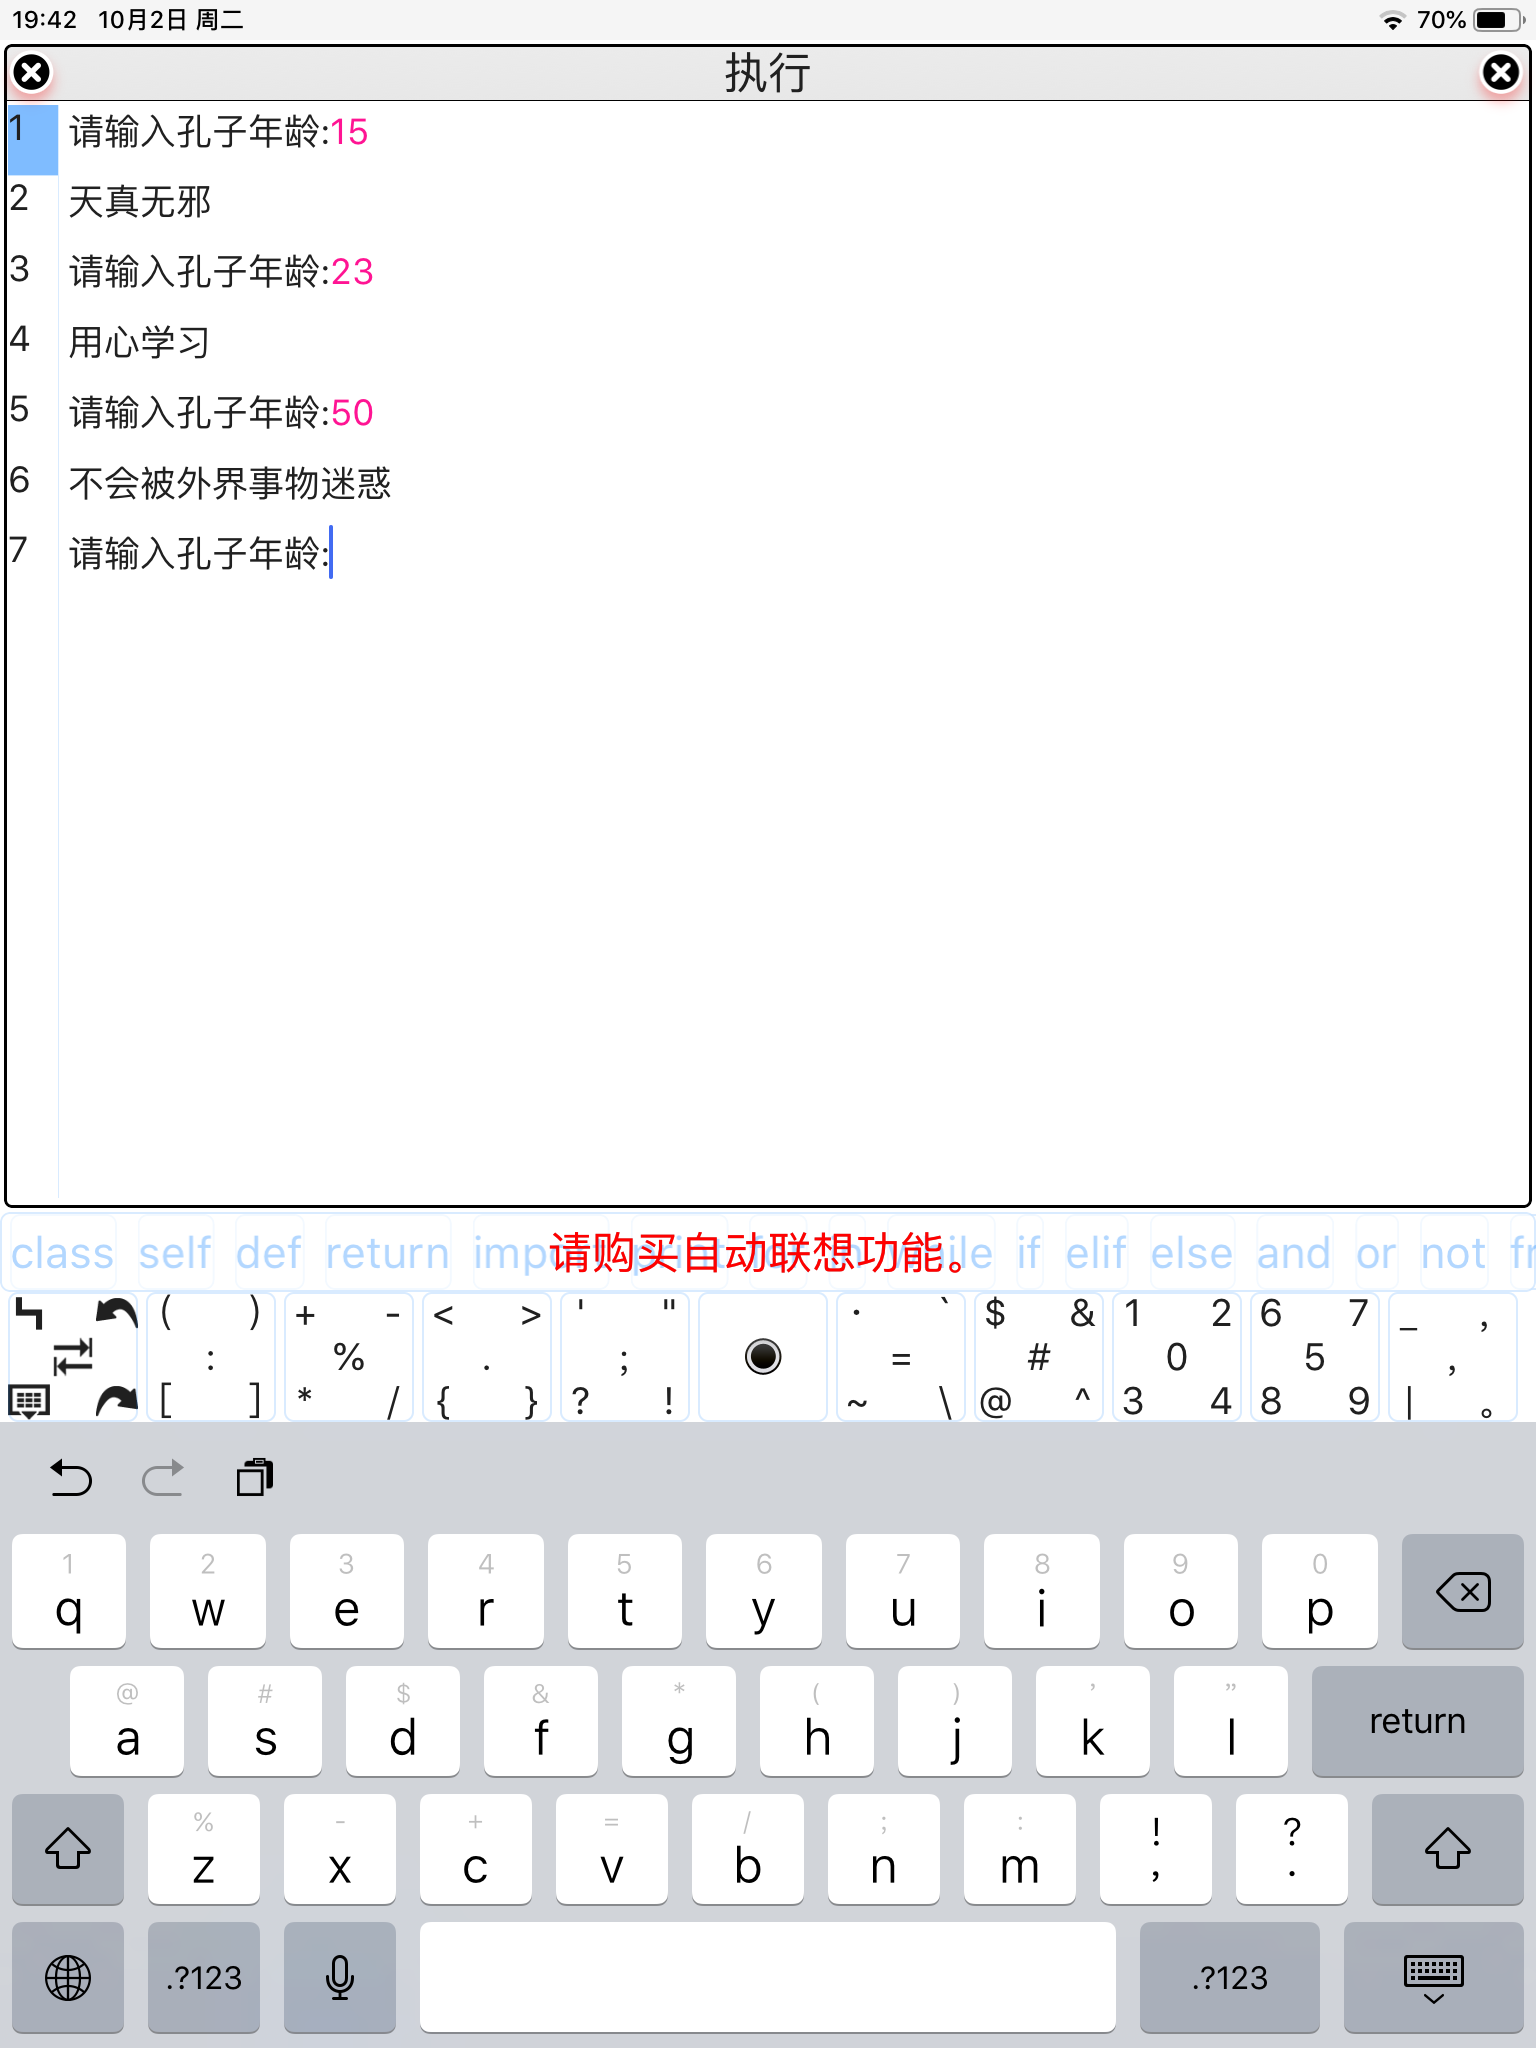 19:42 10月2日 周二 70%
执行
1 请输入孔子年龄:15
2 天真无邪
3 请输入孔子年龄:23
4 用心学习
5 请输入孔子年龄:50
6 不会被外界事物迷惑
7 请输入孔子年龄:
class self def return import print for in while if elif else and or not fr
请购买自动联想功能。
( ) + - < > ' " · ` $ & 1 2 6 7 _ ，
: % . ; = # 0 5 ,
[ ] * / { } ? ! ~ \ @ ^ 3 4 8 9 | 。
1 2 3 4 5 6 7 8 9 0
q w e r t y u i o p
@ # $ & * ( ) ’ ”
a s d f g h j k l return
% - + = / ; : ! ?
z x c v b n m , .
.?123 .?123